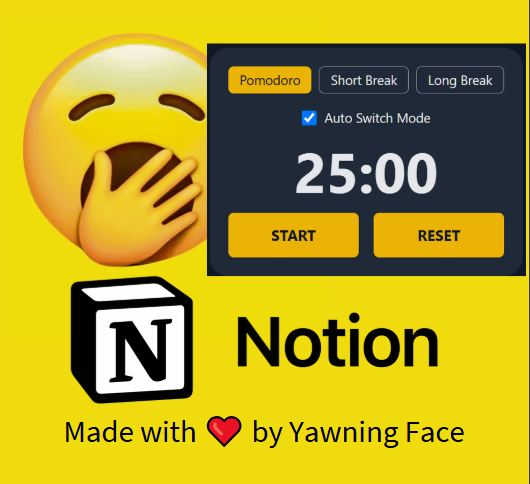 Pomodoro Short Break Long Break
Auto Switch Mode
25:00
START RESET
N Notion
Made with ❤️ by Yawning Face